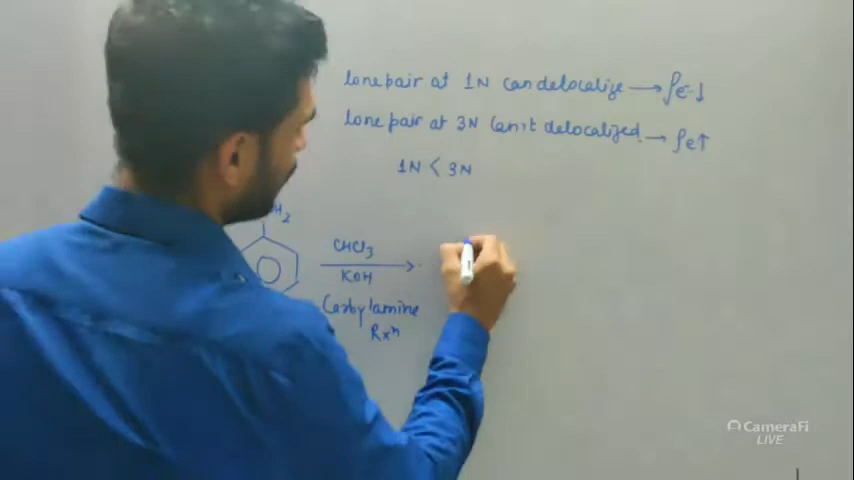 lone pair at 1N can delocalize → ρe-↓
lone pair at 3N can't delocalized → ρe↑
1N < 3N
H2
CHCl3
KOH
Carbylamine
Rxn
CameraFi
LIVE